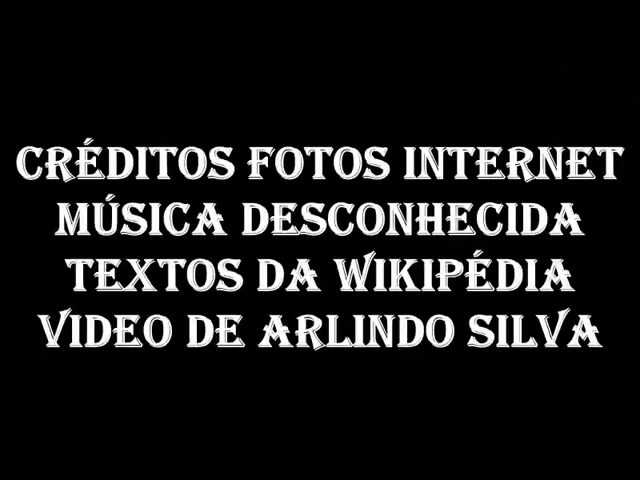 CRÉDITOS FOTOS INTERNET
MÚSICA DESCONHECIDA
TEXTOS DA WIKIPÉDIA
VIDEO DE ARLINDO SILVA